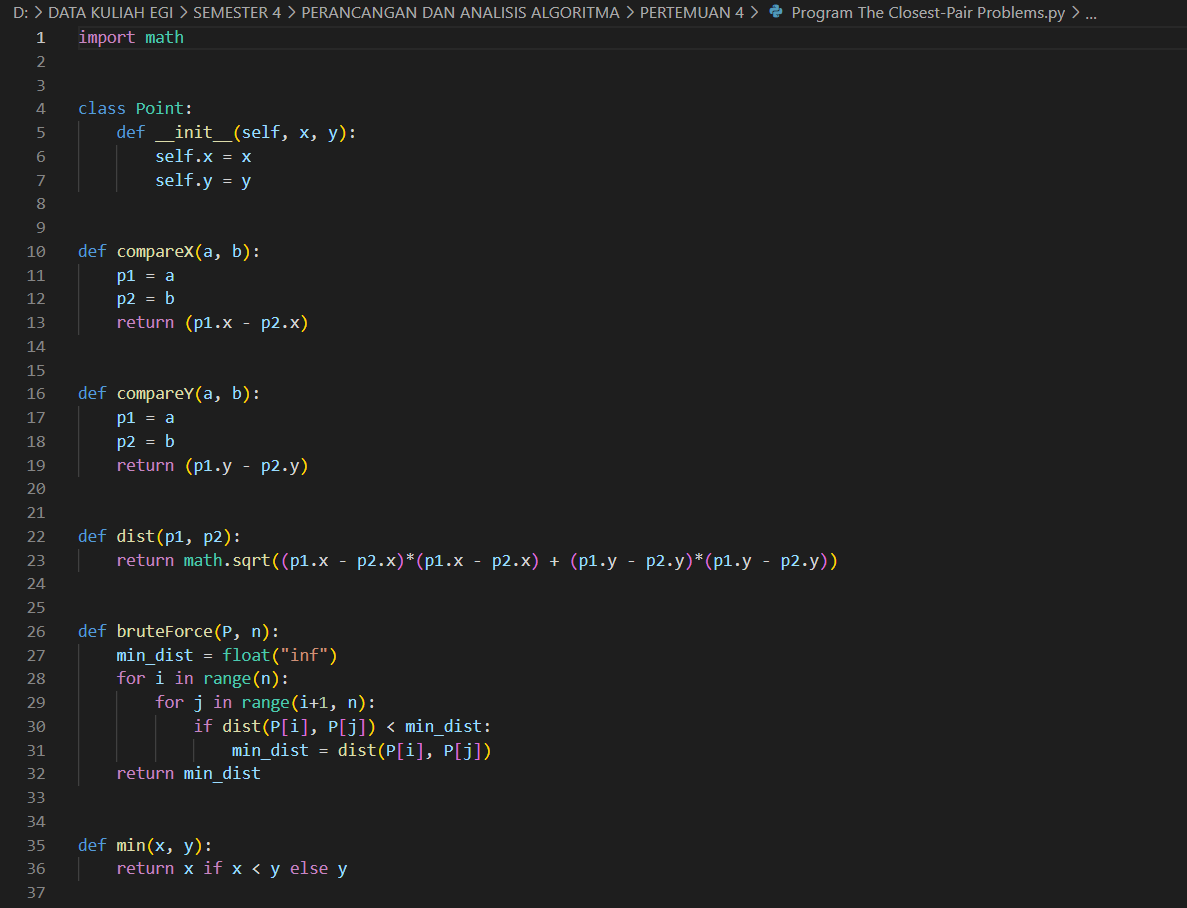 D: > DATA KULIAH EGI > SEMESTER 4 > PERANCANGAN DAN ANALISIS ALGORITMA > PERTEMUAN 4 > Program The Closest-Pair Problems.py > ...
1 import math
2
3
4 class Point:
5     def __init__(self, x, y):
6         self.x = x
7         self.y = y
8
9
10 def compareX(a, b):
11     p1 = a
12     p2 = b
13     return (p1.x - p2.x)
14
15
16 def compareY(a, b):
17     p1 = a
18     p2 = b
19     return (p1.y - p2.y)
20
21
22 def dist(p1, p2):
23     return math.sqrt((p1.x - p2.x)*(p1.x - p2.x) + (p1.y - p2.y)*(p1.y - p2.y))
24
25
26 def bruteForce(P, n):
27     min_dist = float("inf")
28     for i in range(n):
29         for j in range(i+1, n):
30             if dist(P[i], P[j]) < min_dist:
31                 min_dist = dist(P[i], P[j])
32     return min_dist
33
34
35 def min(x, y):
36     return x if x < y else y
37